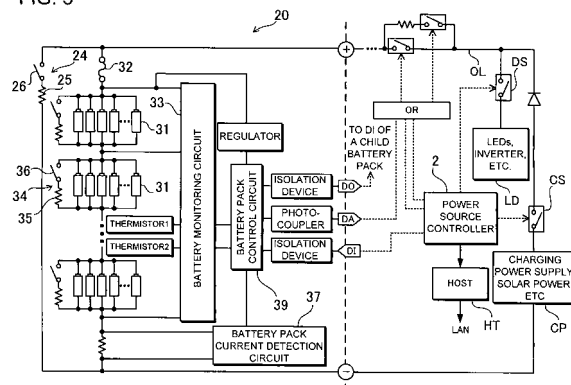 20
24
26
25
32
33
36
34
35
31
31
THERMISTOR1
THERMISTOR2
BATTERY MONITORING CIRCUIT
REGULATOR
BATTERY PACK
CONTROL CIRCUIT
ISOLATION
DEVICE
PHOTO-
COUPLER
ISOLATION
DEVICE
DO
DA
DI
39
37
BATTERY PACK
CURRENT DETECTION
CIRCUIT
+
−
TO DI OF
A CHILD
BATTERY
PACK
OR
OL
DS
LEDs,
INVERTER,
ETC.
LD
2
POWER
SOURCE
CONTROLLER
CS
HOST
HT
LAN
CHARGING
POWER SUPPLY
SOLAR POWER
ETC
CP